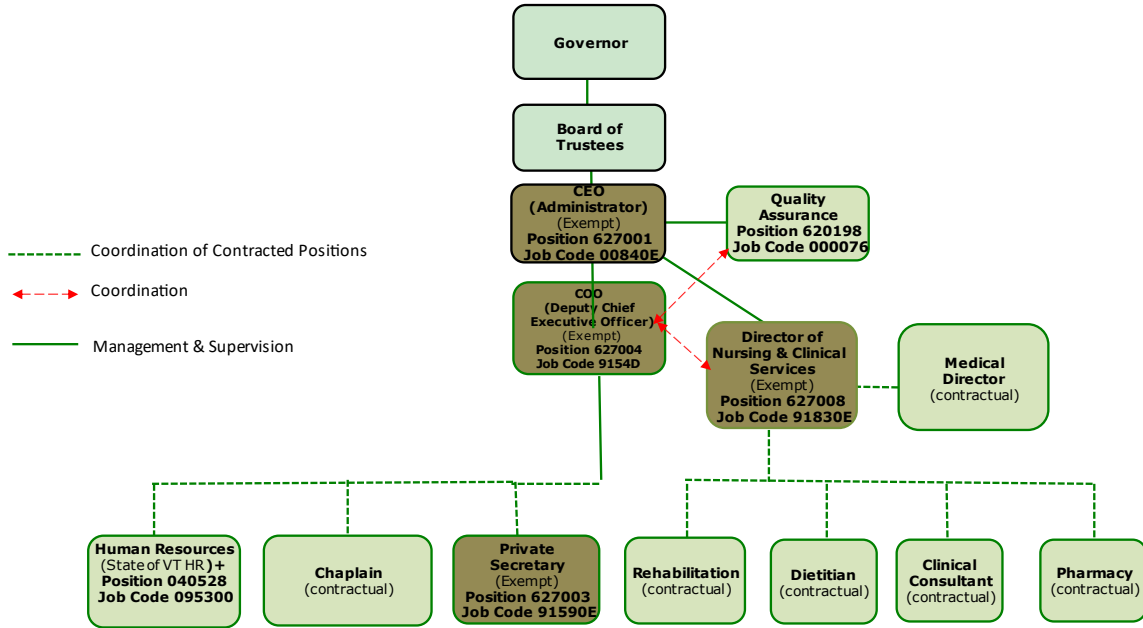 Governor
Board of
Trustees
CEO
(Administrator)
(Exempt)
Position 627001
Job Code 00840E
Quality
Assurance
Position 620198
Job Code 000076
Coordination of Contracted Positions
Coordination
Management & Supervision
COO
(Deputy Chief
Executive Officer)
(Exempt)
Position 627004
Job Code 9154D
Director of
Nursing & Clinical
Services
(Exempt)
Position 627008
Job Code 91830E
Medical
Director
(contractual)
Human Resources
(State of VT HR)+
Position 040528
Job Code 095300
Chaplain
(contractual)
Private
Secretary
(Exempt)
Position 627003
Job Code 91590E
Rehabilitation
(contractual)
Dietitian
(contractual)
Clinical
Consultant
(contractual)
Pharmacy
(contractual)